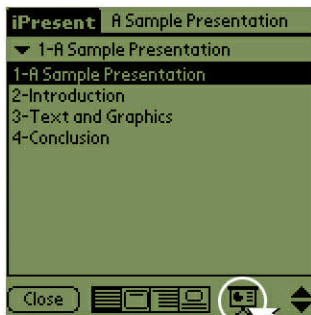 iPresent A Sample Presentation
1-A Sample Presentation
1-A Sample Presentation
2-Introduction
3-Text and Graphics
4-Conclusion
Close